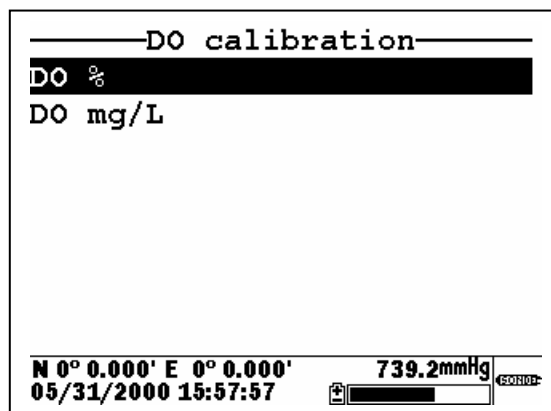 DO calibration
DO %
DO mg/L
N 0° 0.000' E 0° 0.000' 739.2mmHg
05/31/2000 15:57:57
SONDE